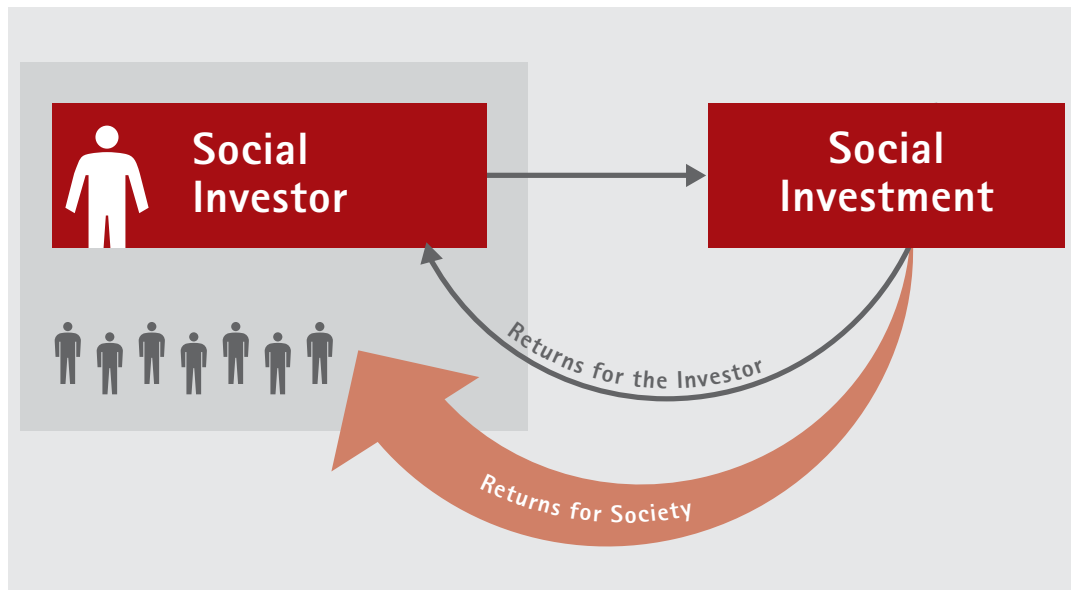 Social
Investor
Social
Investment
Returns for the Investor
Returns for Society